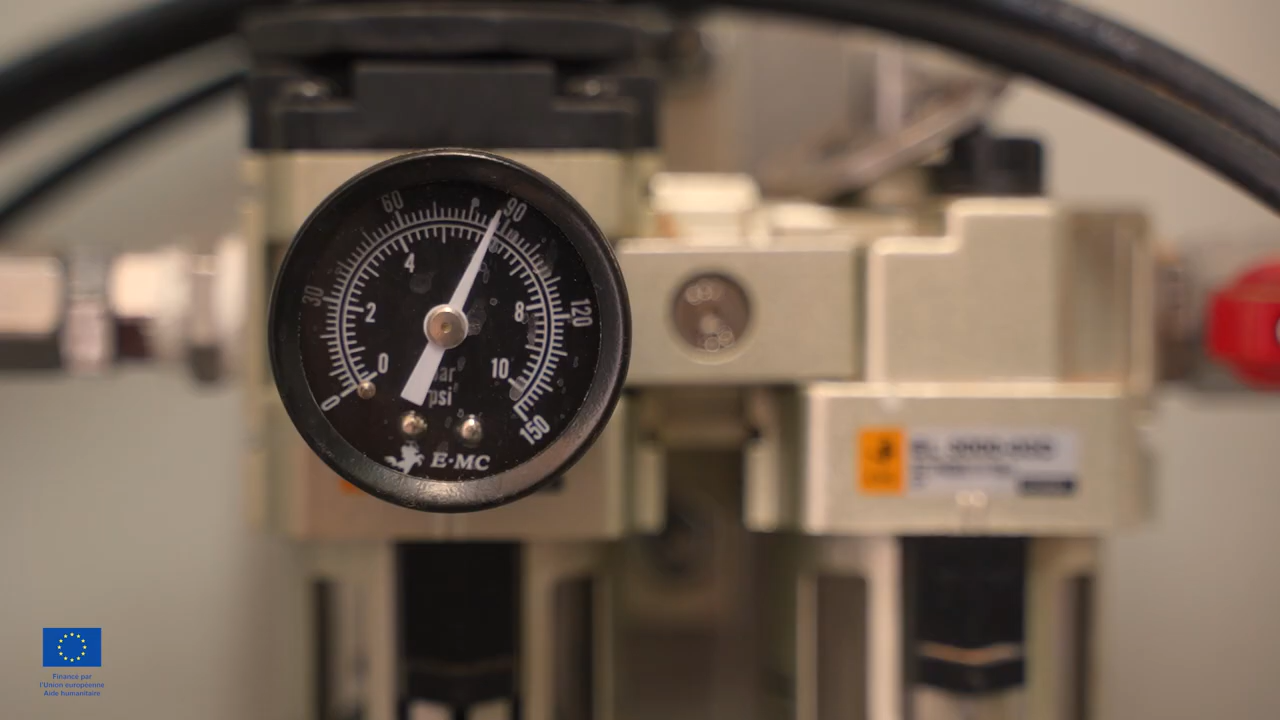 60
90
4
30
2
8
120
0
10
bar
psi
0
150
E·MC
Financé par
l'Union européenne
Aide humanitaire